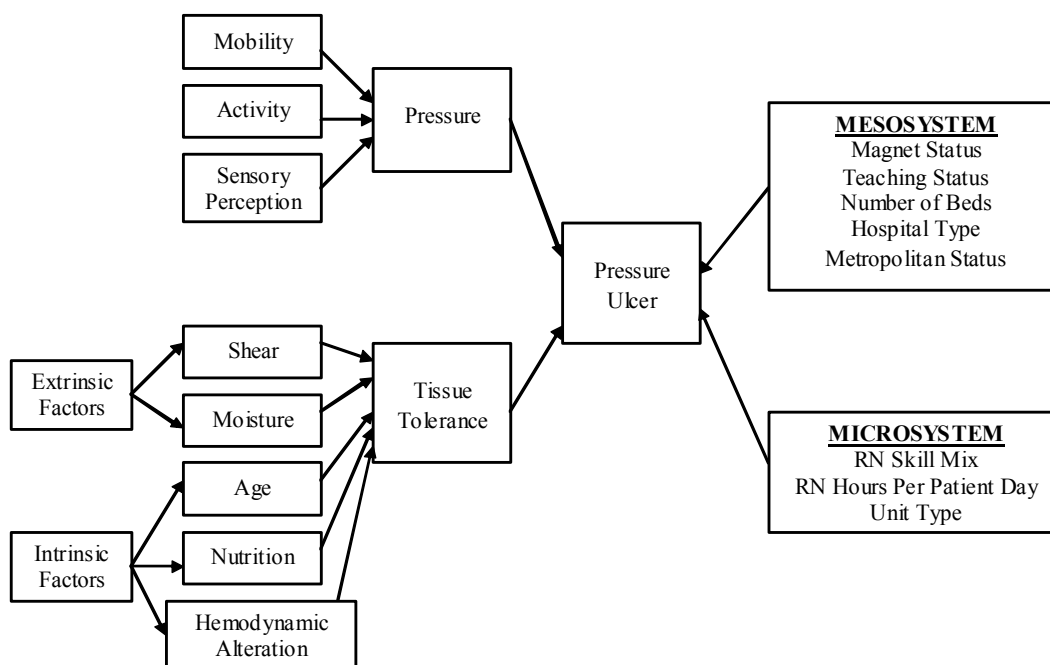 Mobility
Activity
Sensory
Perception
Pressure
Extrinsic
Factors
Intrinsic
Factors
Shear
Moisture
Age
Nutrition
Hemodynamic
Alteration
Tissue
Tolerance
Pressure
Ulcer
MESOSYSTEM
Magnet Status
Teaching Status
Number of Beds
Hospital Type
Metropolitan Status
MICROSYSTEM
RN Skill Mix
RN Hours Per Patient Day
Unit Type